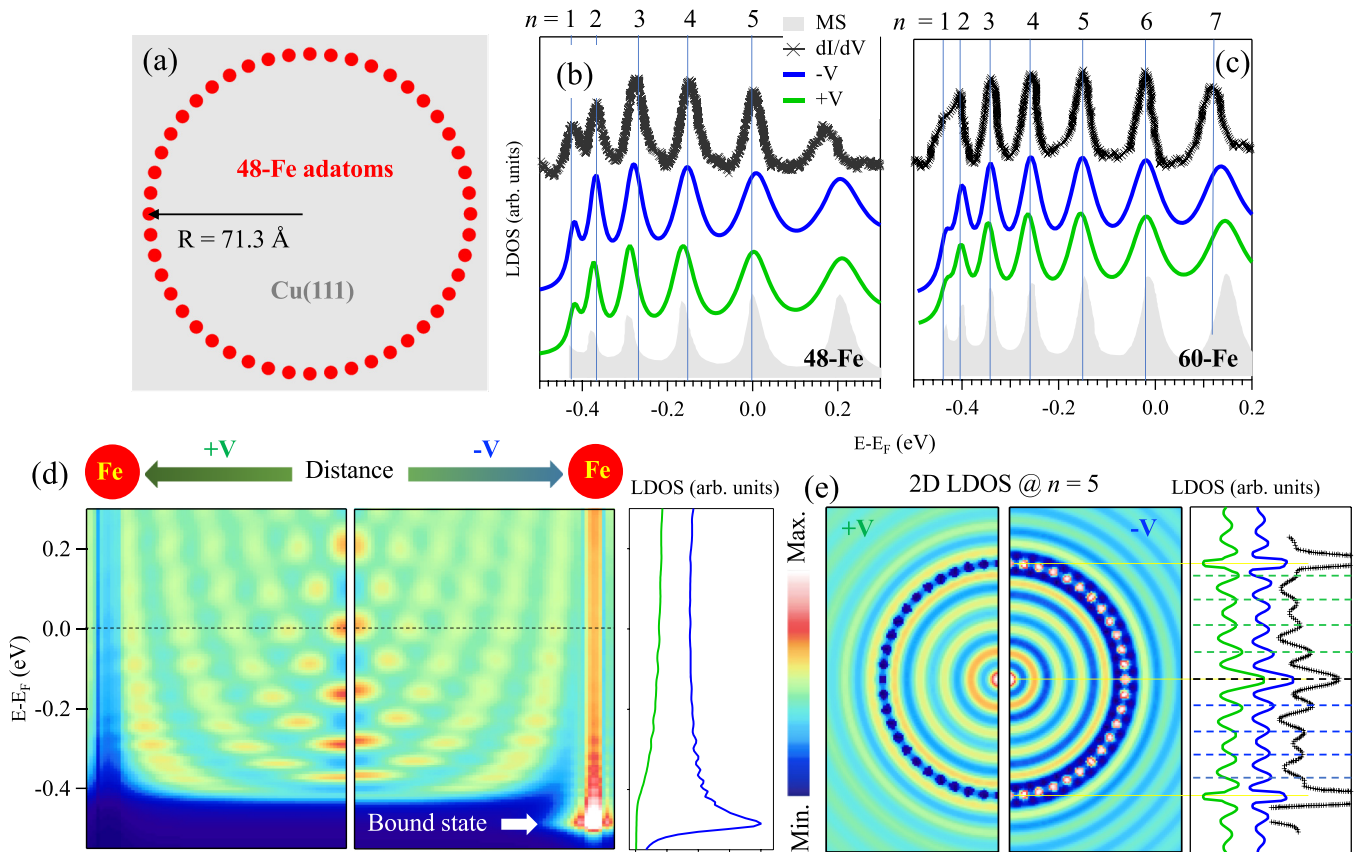 n = 1 2 3 4 5
n = 1 2 3 4 5 6 7
(a)
48-Fe adatoms
R = 71.3 Å
Cu(111)
(b)
MS
dI/dV
-V
+V
(c)
LDOS (arb. units)
48-Fe
60-Fe
-0.4 -0.2 0.0 0.2
-0.4 -0.2 0.0 0.2
E-E_F (eV)
(d)
Fe
+V
Distance
-V
Fe
LDOS (arb. units)
E-E_F (eV)
0.2
0.0
-0.2
-0.4
Bound state
Max.
Min.
(e)
2D LDOS @ n = 5
LDOS (arb. units)
+V
-V